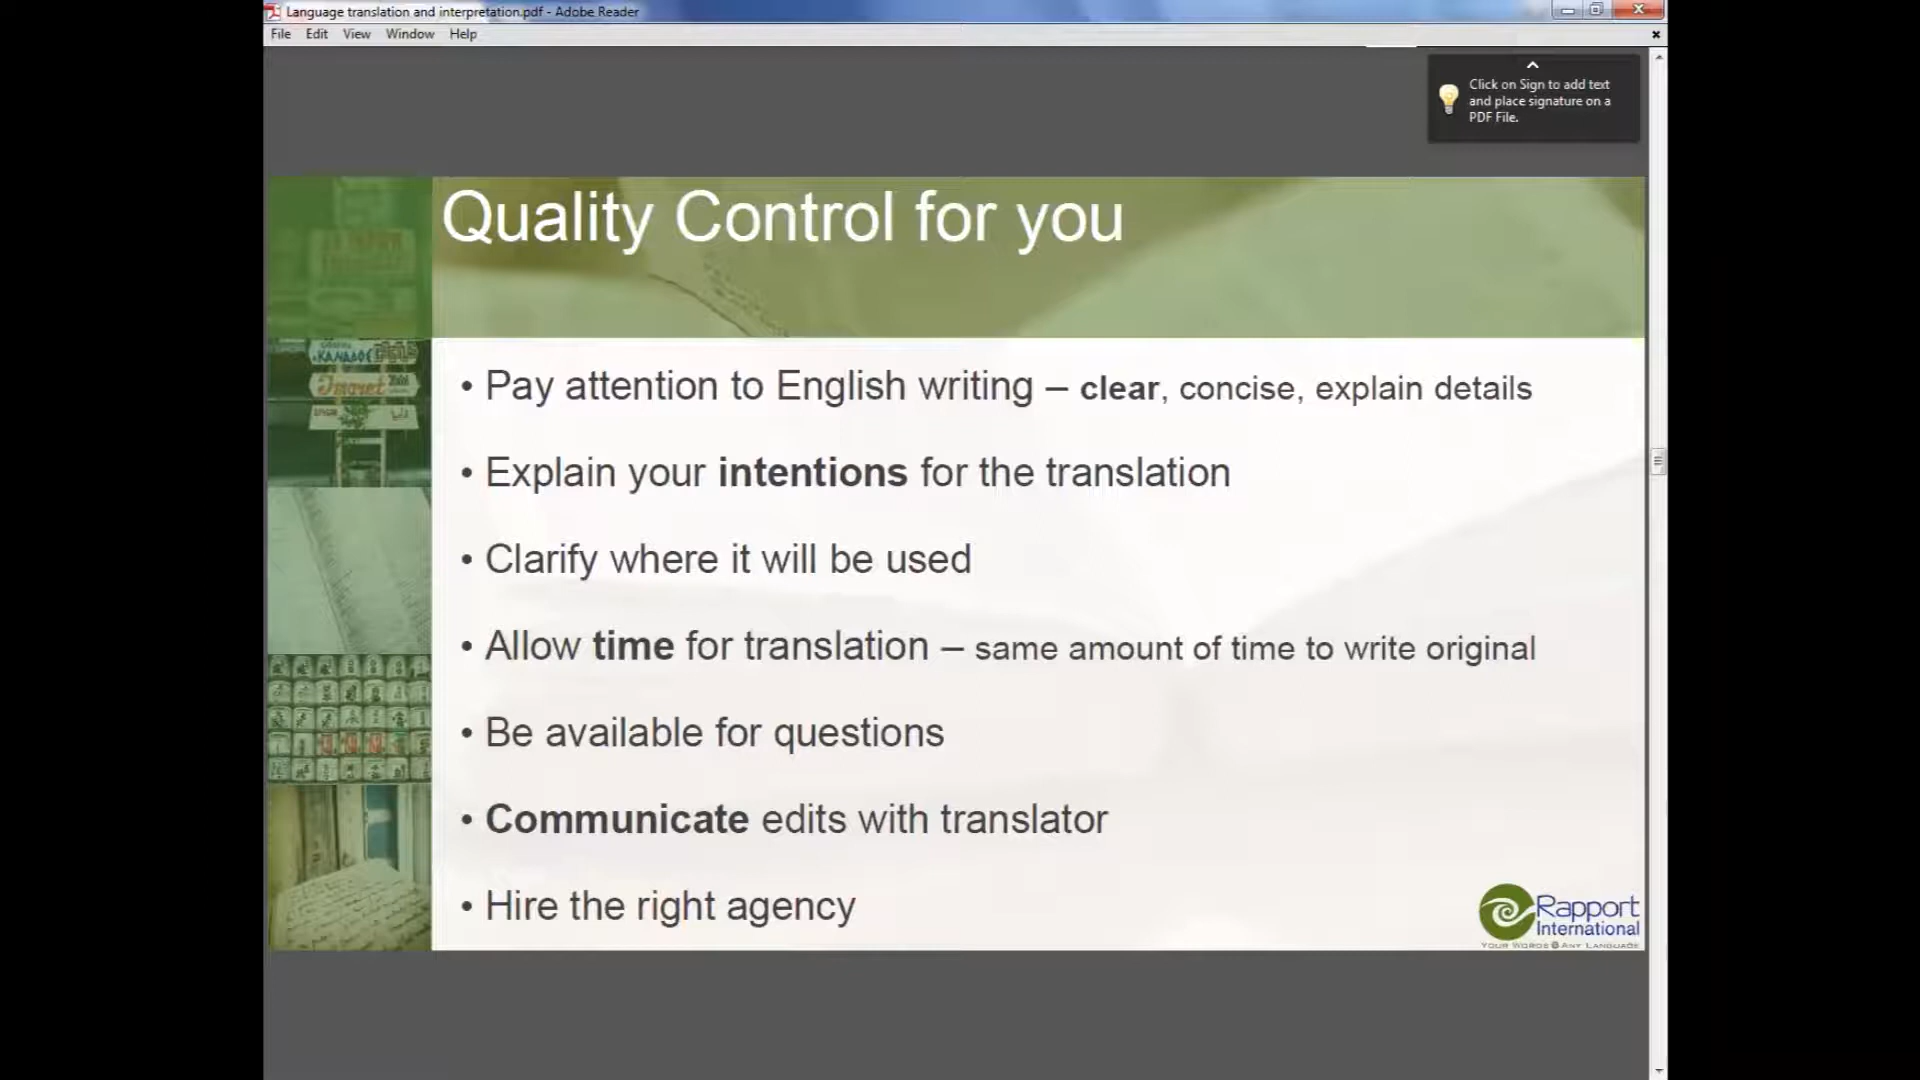 Language translation and interpretation.pdf - Adobe Reader
File Edit View Window Help
Click on Sign to add text
and place signature on a
PDF File.
Quality Control for you
• Pay attention to English writing – clear, concise, explain details
• Explain your intentions for the translation
• Clarify where it will be used
• Allow time for translation – same amount of time to write original
• Be available for questions
• Communicate edits with translator
• Hire the right agency
Rapport
International
YOUR WORDS @ ANY LANGUAGE
ΚΑΝΑΔΟΣ